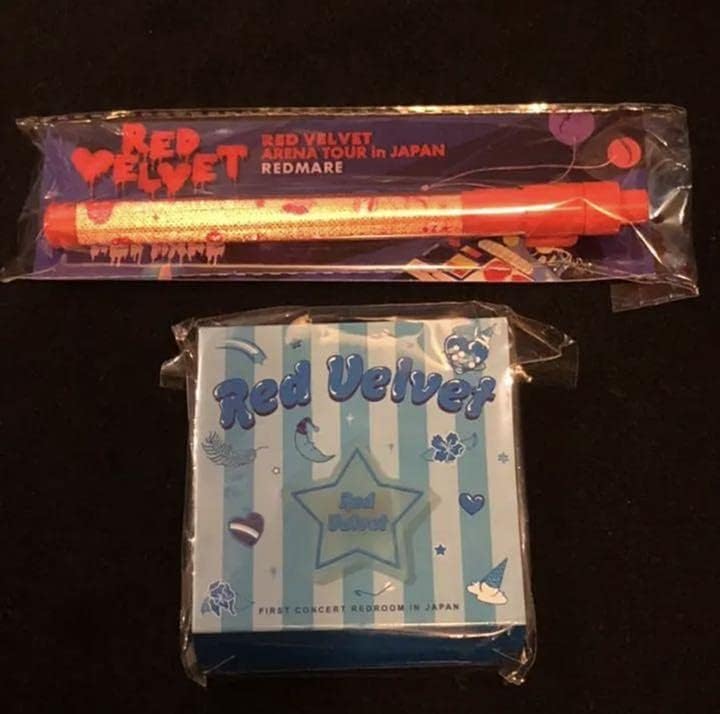 RED
VELVET
RED VELVET
ARENA TOUR in JAPAN
REDMARE
Red Velvet
Red
Velvet
FIRST CONCERT REDROOM IN JAPAN